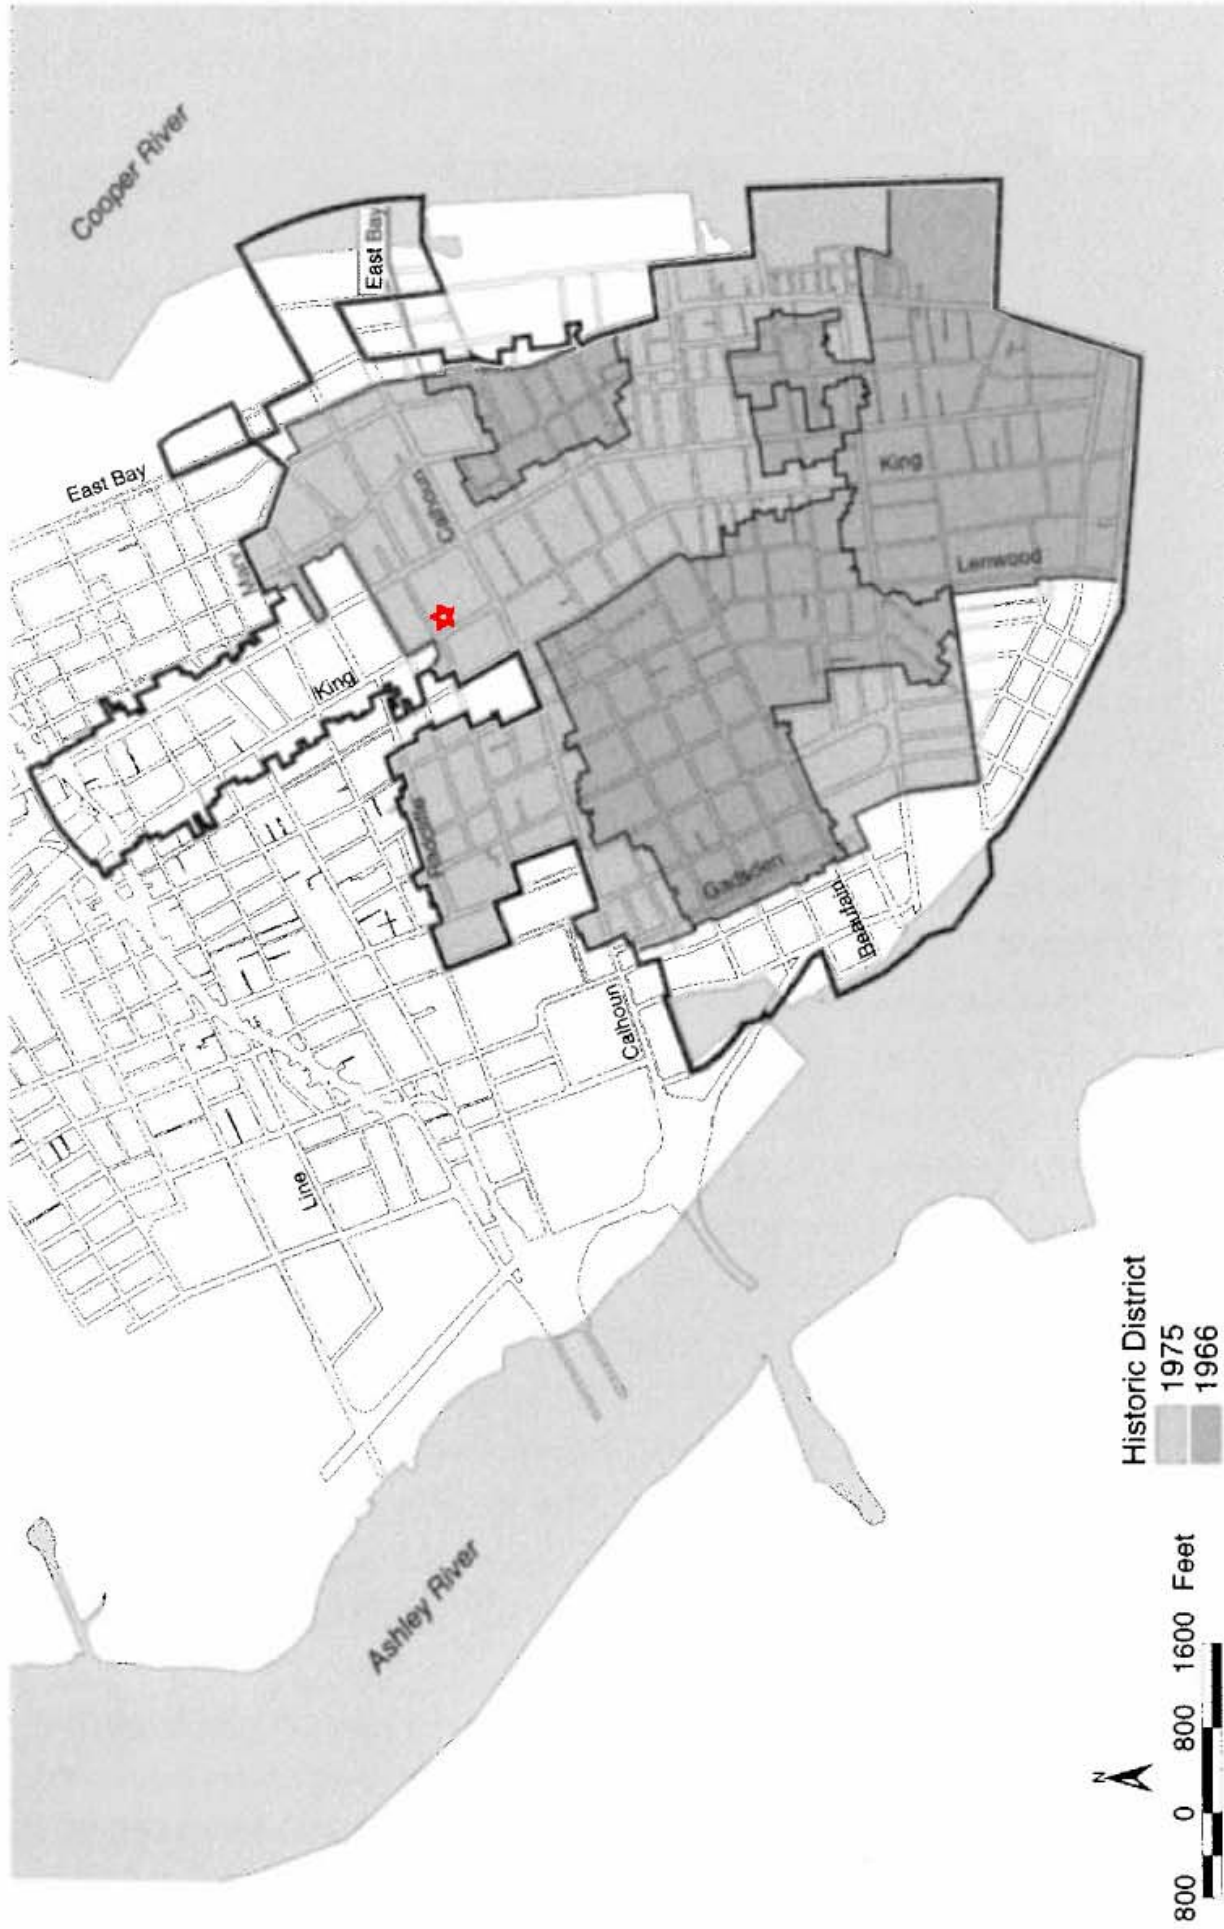 Cooper River
East Bay
East Bay
Mary
Calhoun
King
King
Lenwood
Gadsden
Beaufain
Calhoun
Line
Ashley River
Historic District
1975
1966
N
800 0 800 1600 Feet